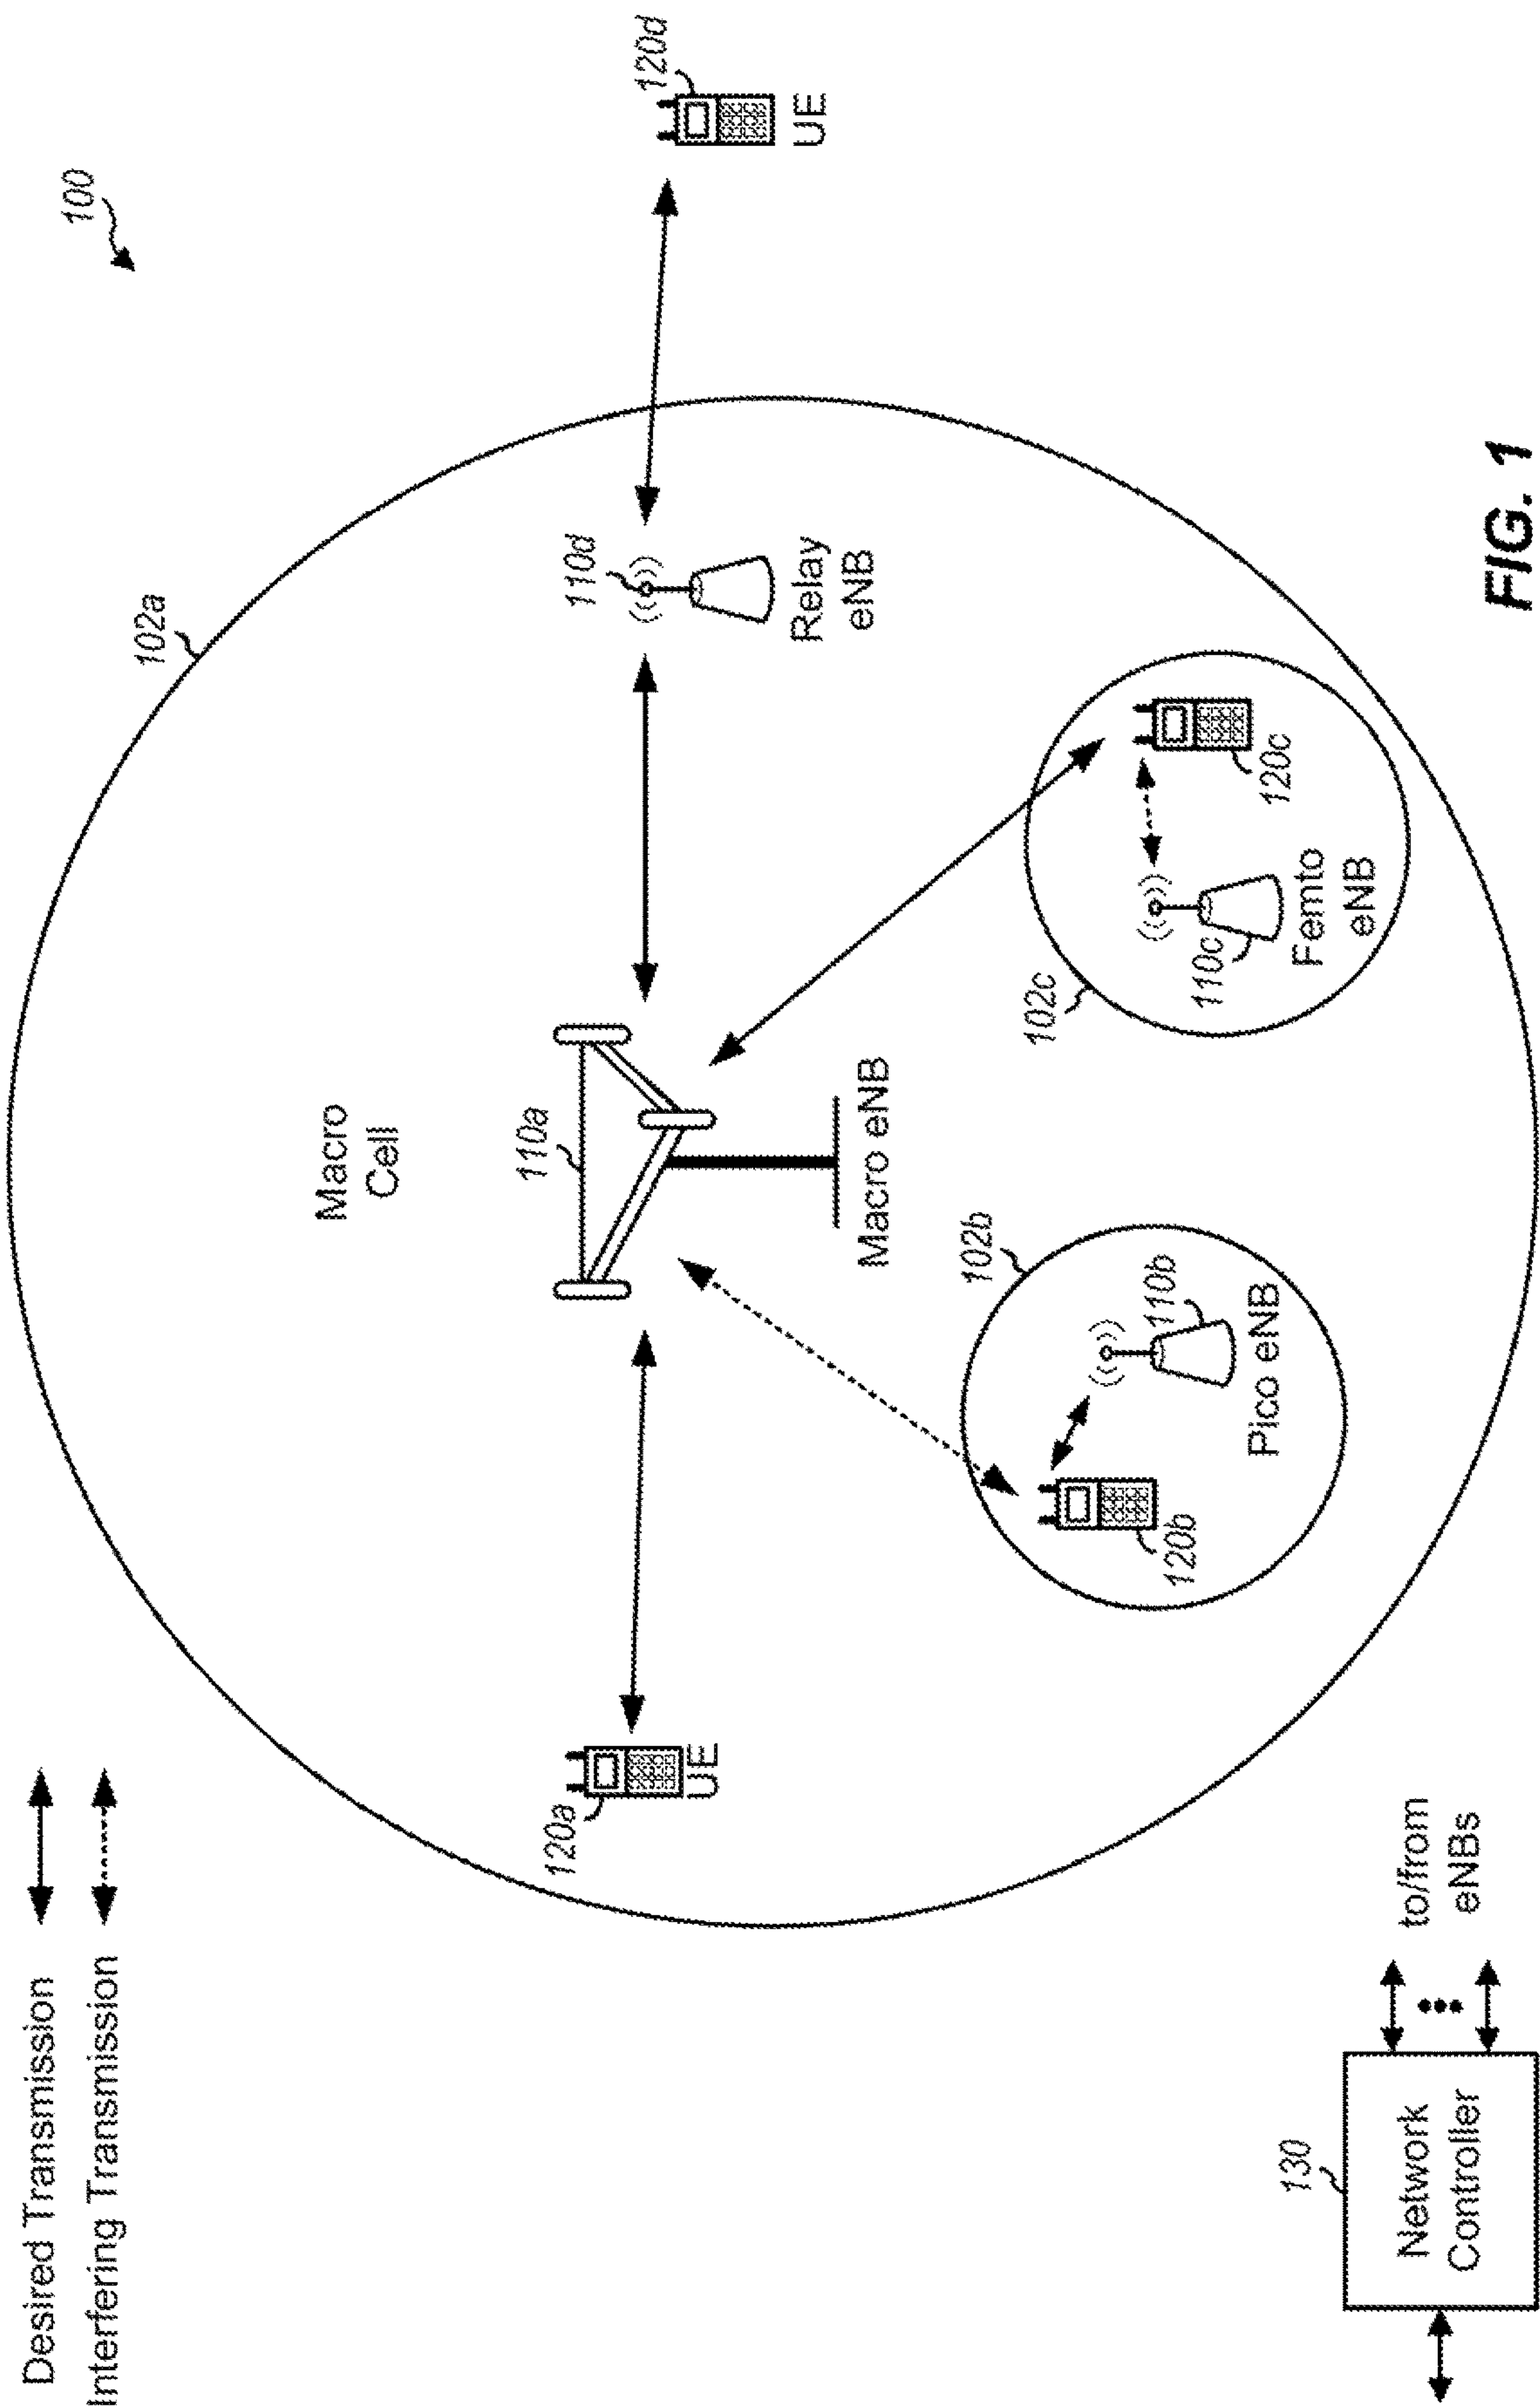 Desired Transmission
Interfering Transmission
100
102a
Macro
Cell
110a
120a
UE
Macro eNB
110d
Relay
eNB
120d
UE
102b
120b
110b
Pico eNB
102c
110c
Femto
eNB
120c
130
Network
Controller
to/from
eNBs
FIG. 1